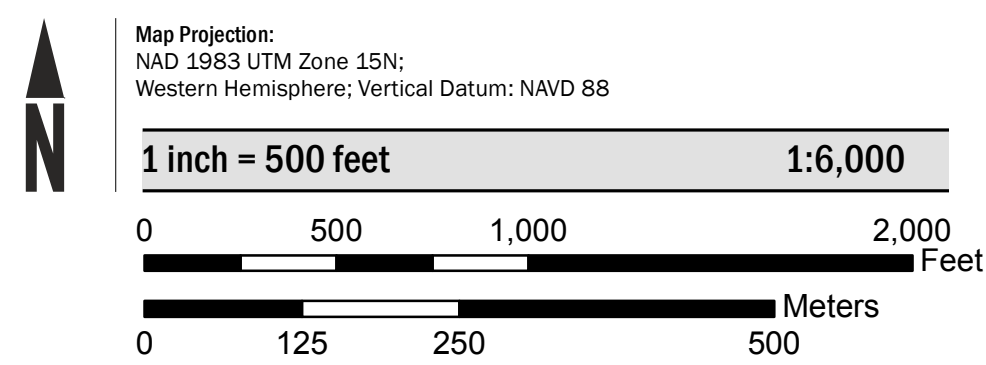 N
Map Projection:
NAD 1983 UTM Zone 15N;
Western Hemisphere; Vertical Datum: NAVD 88
1 inch = 500 feet 1:6,000
0 500 1,000 2,000
Feet
Meters
0 125 250 500